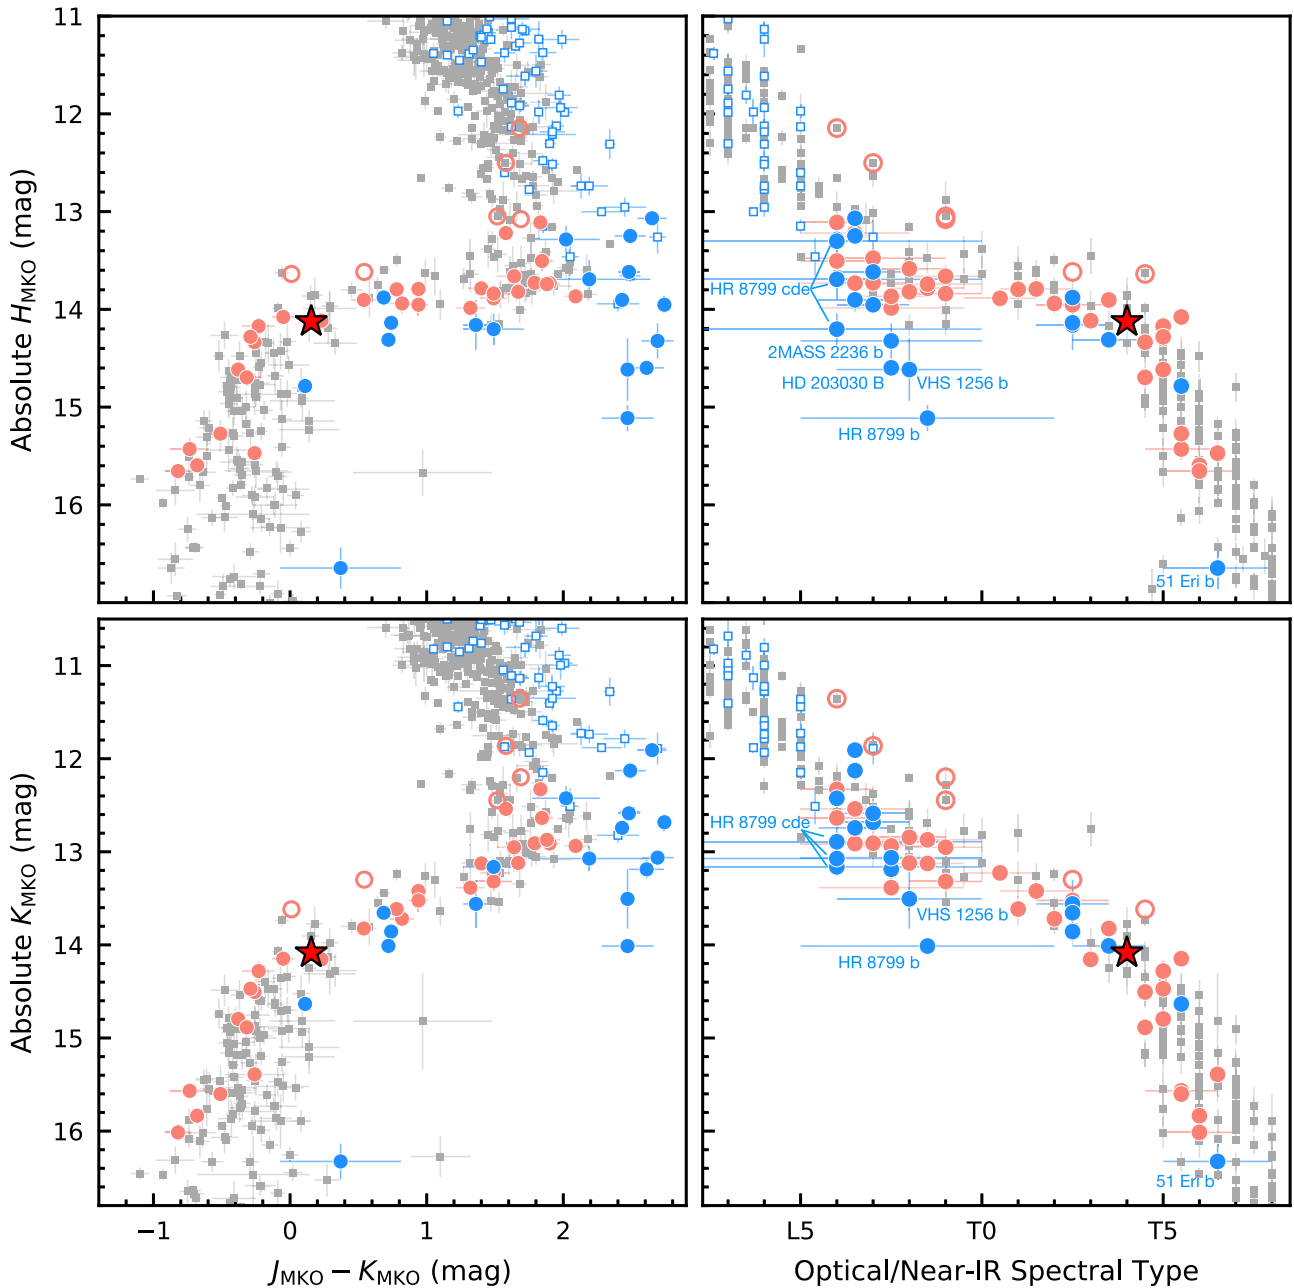 11
12
13
14
15
16
Absolute H_MKO (mag)
HR 8799 cde
2MASS 2236 b
HD 203030 B
VHS 1256 b
HR 8799 b
51 Eri b
11
12
13
14
15
16
Absolute K_MKO (mag)
HR 8799 cde
VHS 1256 b
HR 8799 b
51 Eri b
−1 0 1 2
L5 T0 T5
J_MKO − K_MKO (mag)
Optical/Near-IR Spectral Type